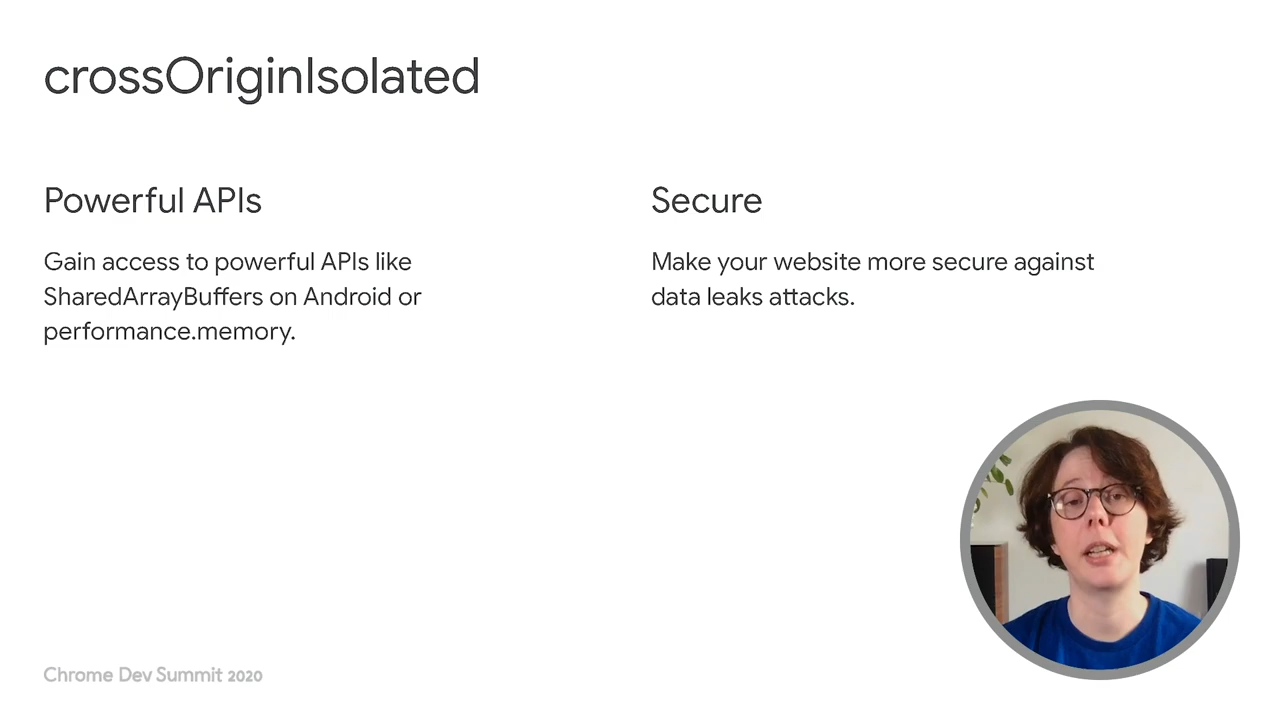 crossOriginIsolated
Powerful APIs
Gain access to powerful APIs like
SharedArrayBuffers on Android or
performance.memory.
Secure
Make your website more secure against
data leaks attacks.
Chrome Dev Summit 2020